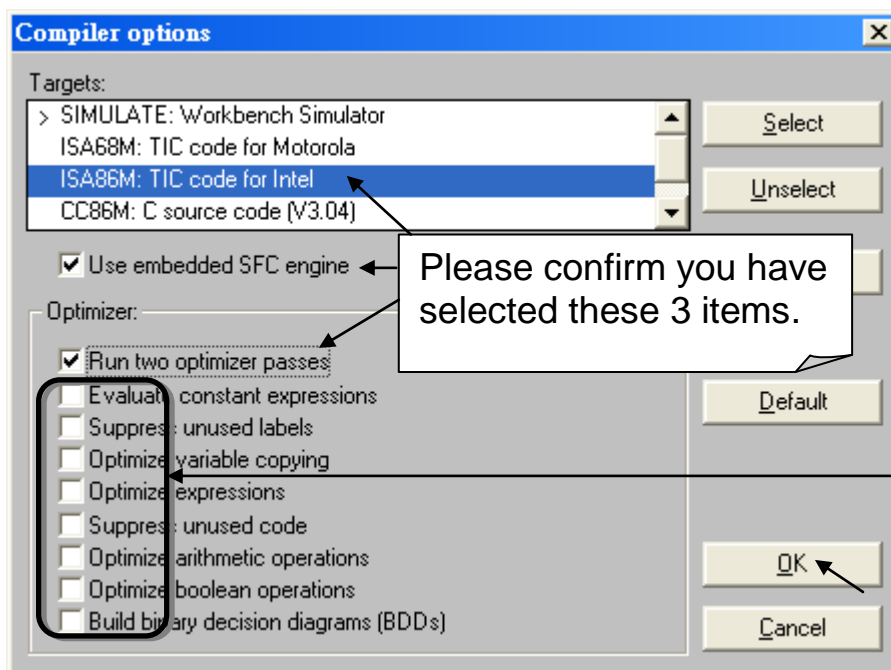 Compiler options
Targets:
> SIMULATE: Workbench Simulator
ISA68M: TIC code for Motorola
ISA86M: TIC code for Intel
CC86M: C source code (V3.04)
Select
Unselect
Use embedded SFC engine
Please confirm you have
selected these 3 items.
Optimizer:
Run two optimizer passes
Evaluate constant expressions
Suppress unused labels
Optimize variable copying
Optimize expressions
Suppress unused code
Optimize arithmetic operations
Optimize boolean operations
Build binary decision diagrams (BDDs)
Default
OK
Cancel